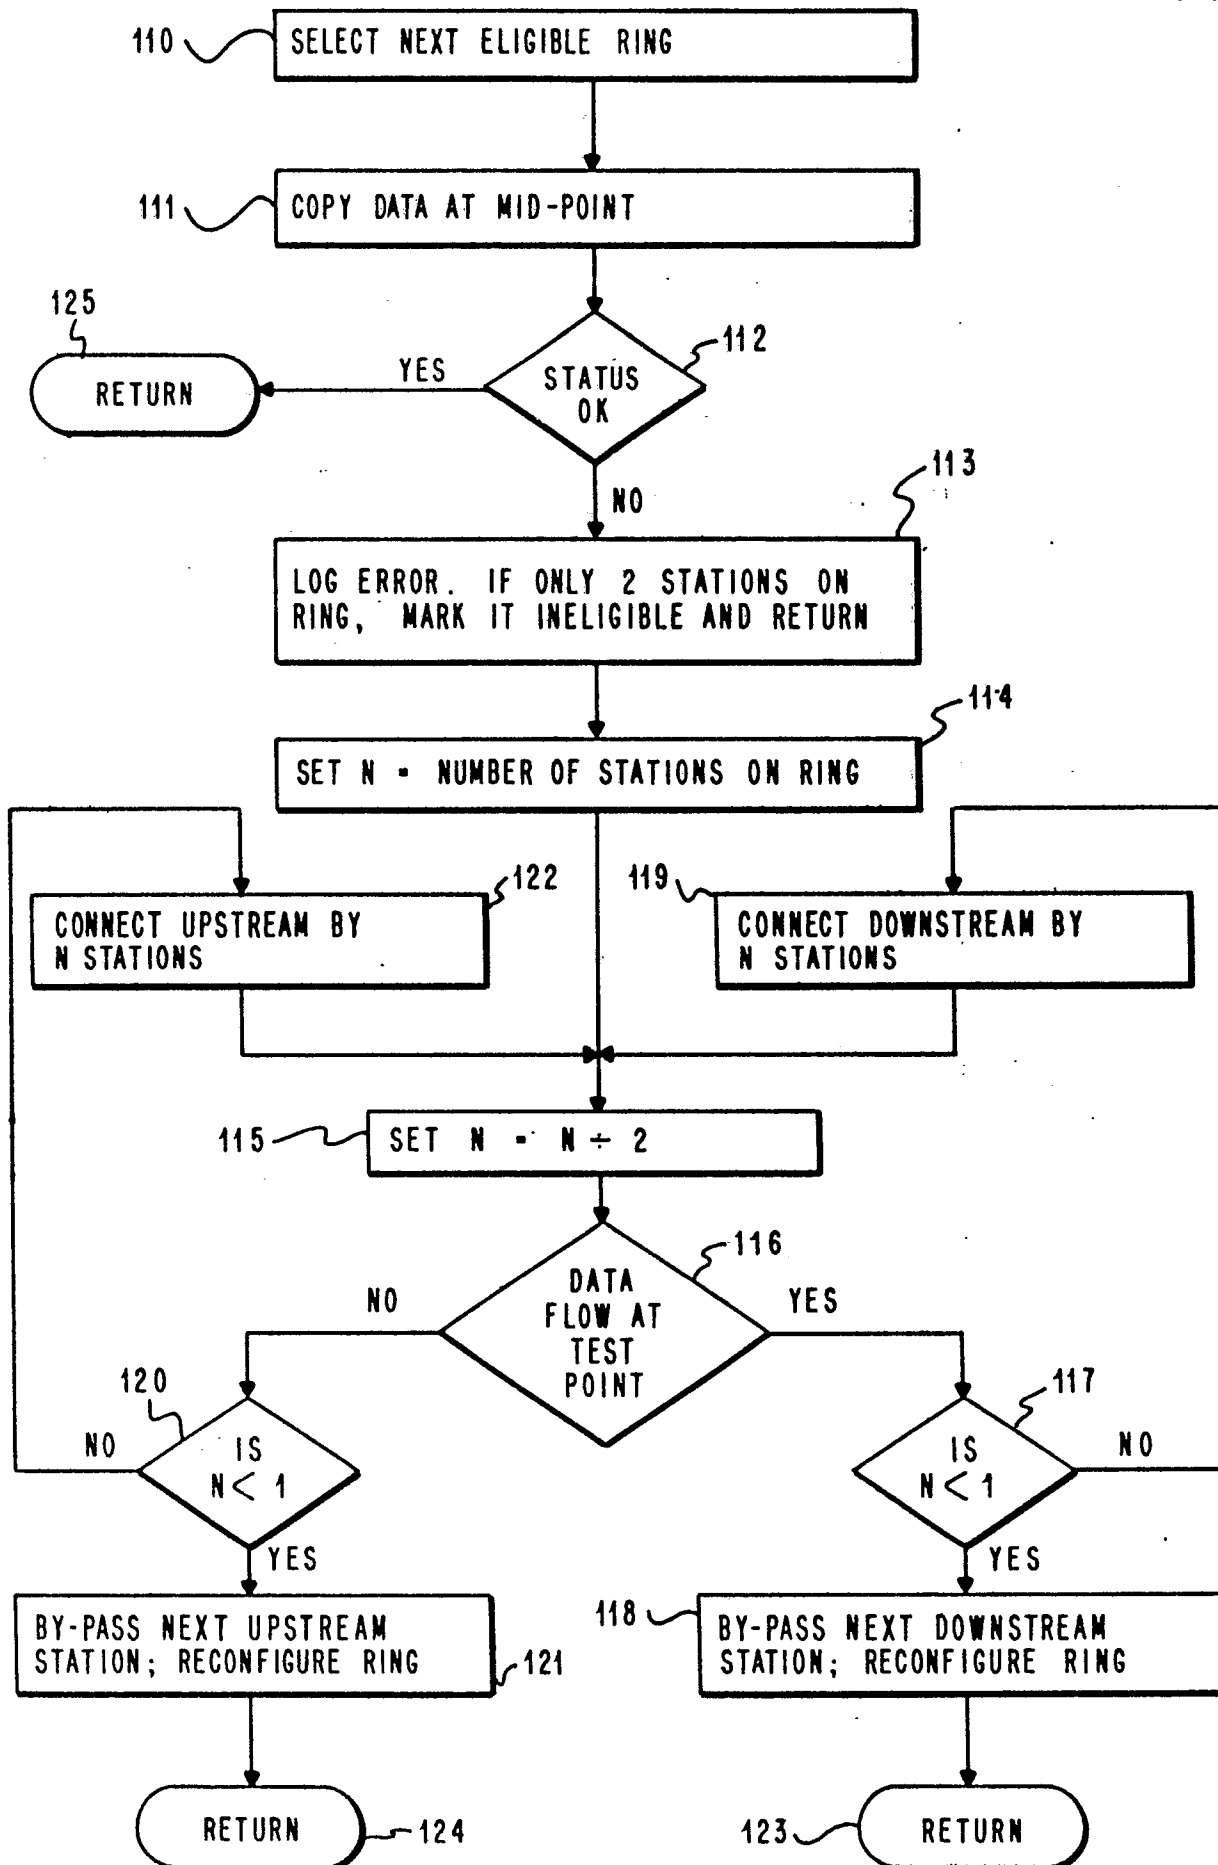 110
SELECT NEXT ELIGIBLE RING
111
COPY DATA AT MID-POINT
125
112
YES
RETURN
STATUS
OK
113
NO
LOG ERROR. IF ONLY 2 STATIONS ON
RING, MARK IT INELIGIBLE AND RETURN
114
SET N = NUMBER OF STATIONS ON RING
122
119
CONNECT UPSTREAM BY
N STATIONS
CONNECT DOWNSTREAM BY
N STATIONS
115
SET N = N ÷ 2
116
NO
DATA
FLOW AT
TEST
POINT
YES
120
117
NO
IS
N < 1
IS
N < 1
NO
YES
YES
BY-PASS NEXT UPSTREAM
STATION; RECONFIGURE RING
121
118
BY-PASS NEXT DOWNSTREAM
STATION; RECONFIGURE RING
RETURN
124
123
RETURN